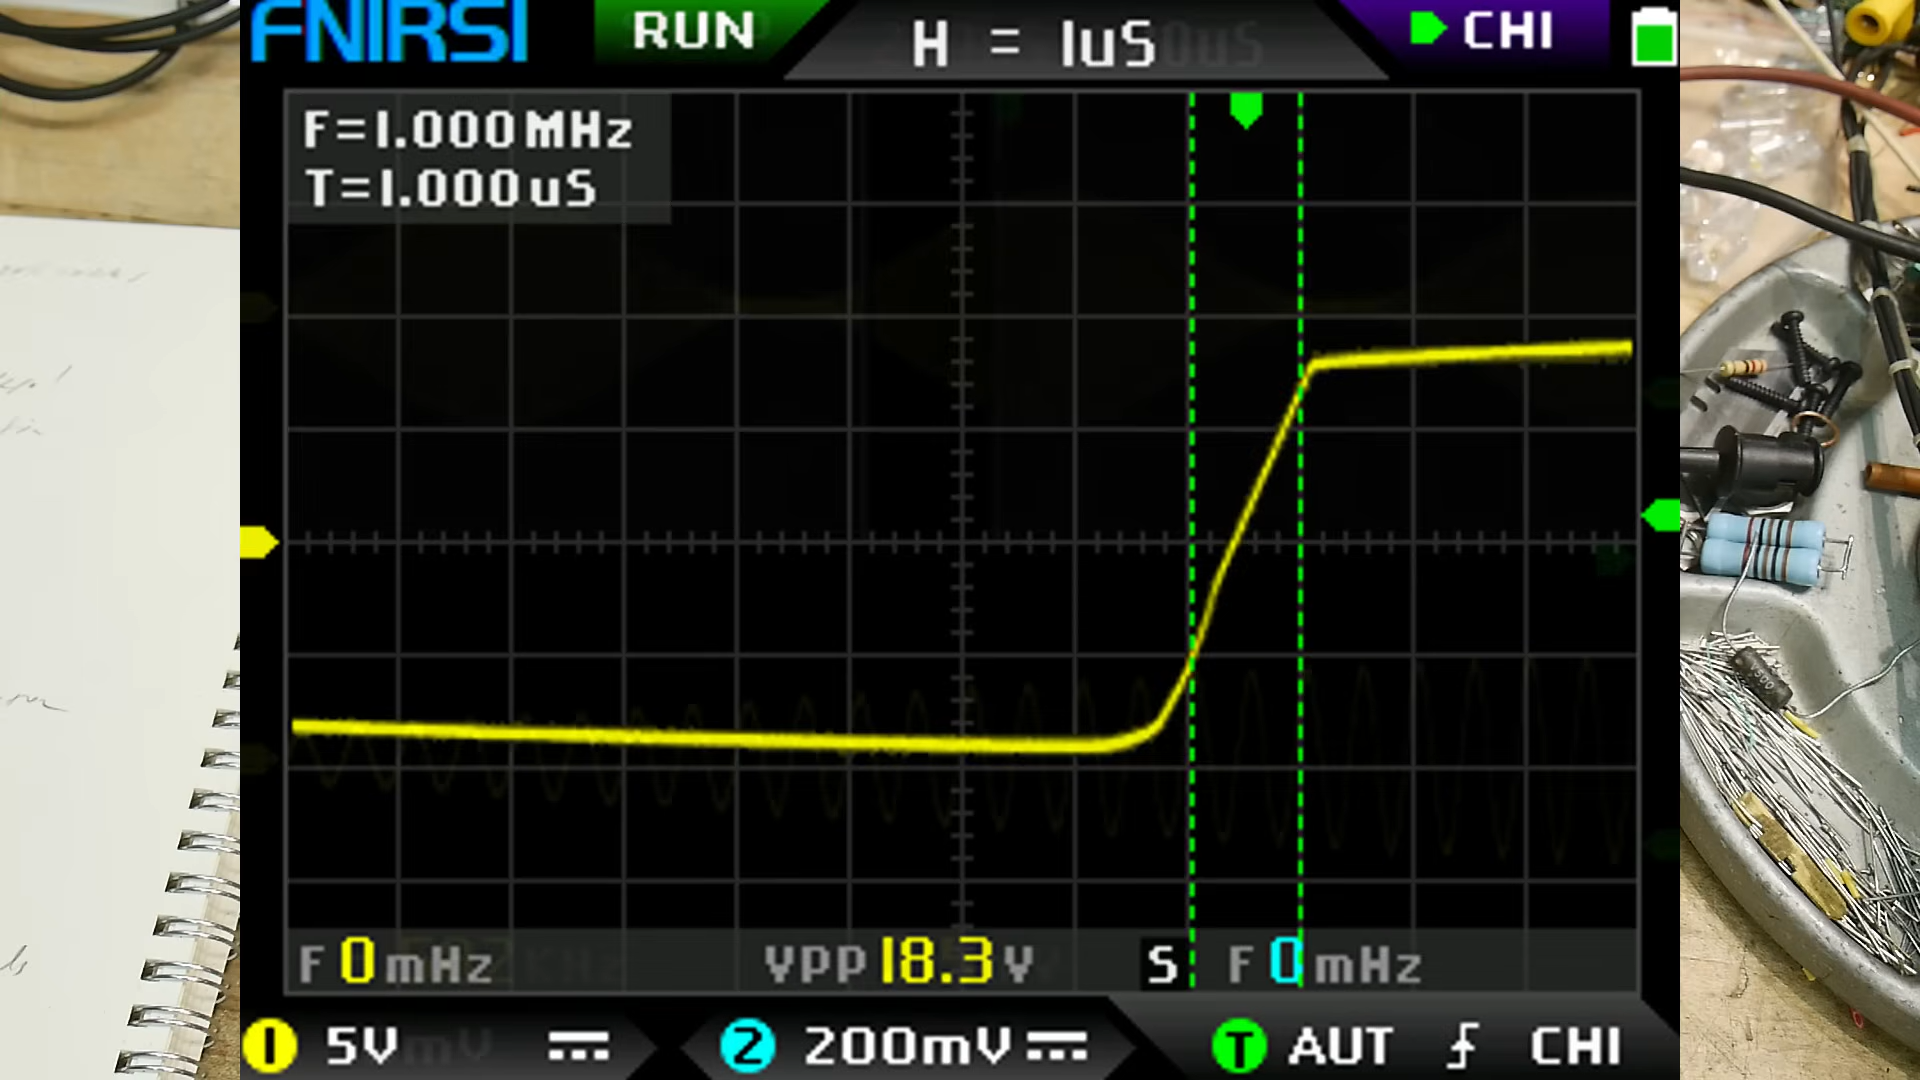 FNIRSI RUN H = 1uS CH1
F=1.000MHz
T=1.000uS
F 0mHz VPP 18.3V S F 0mHz
1 5V 2 200mV T AUT CH1